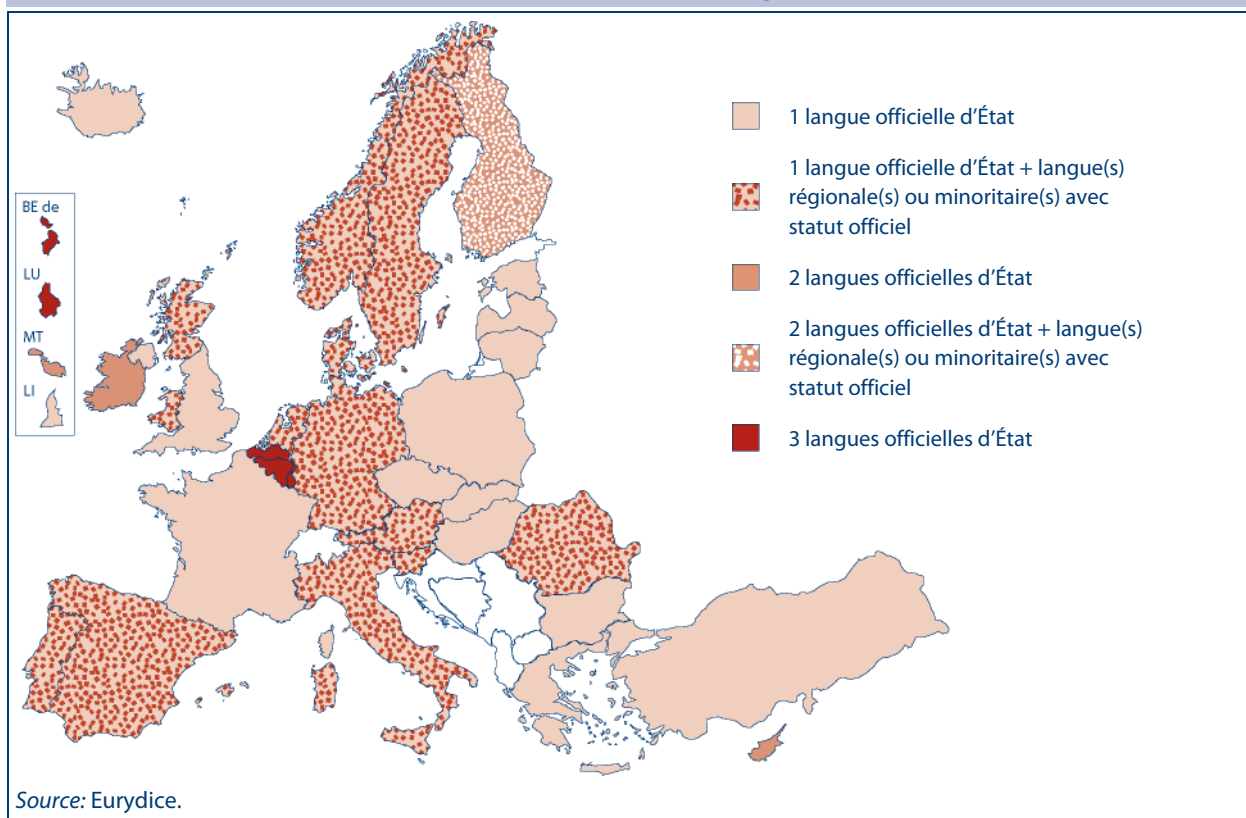 BE de
LU
MT
LI
1 langue officielle d’État
1 langue officielle d’État + langue(s)
régionale(s) ou minoritaire(s) avec
statut officiel
2 langues officielles d’État
2 langues officielles d’État + langue(s)
régionale(s) ou minoritaire(s) avec
statut officiel
3 langues officielles d’État
Source: Eurydice.